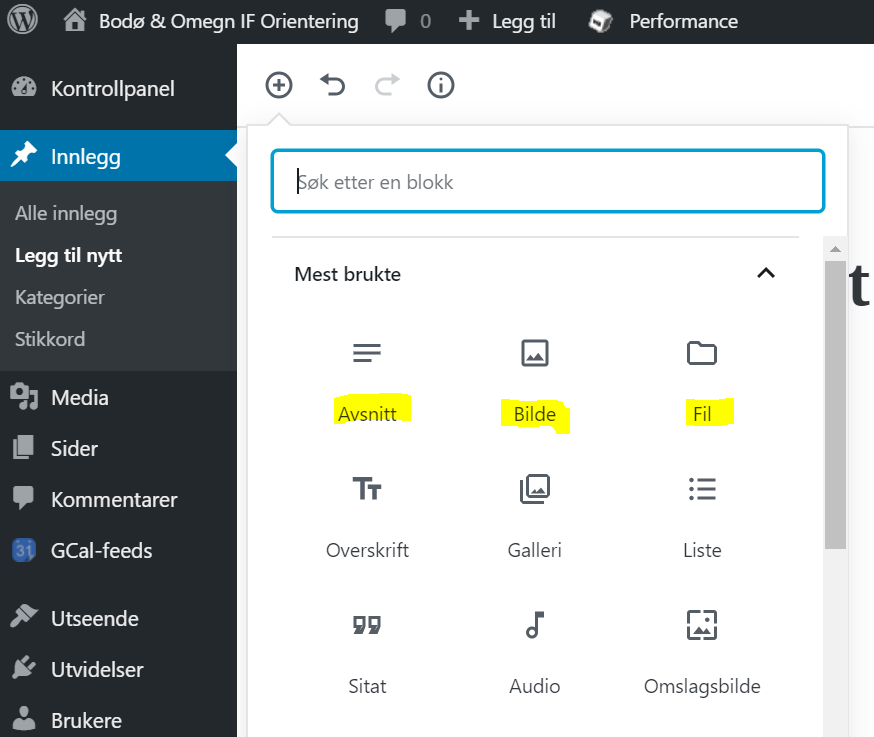 Bodø & Omegn IF Orientering 0 Legg til Performance
Kontrollpanel
Innlegg
Alle innlegg
Legg til nytt
Kategorier
Stikkord
Media
Sider
Kommentarer
31 GCal-feeds
Utseende
Utvidelser
Brukere
Søk etter en blokk
t
Mest brukte
Avsnitt Bilde Fil
Overskrift Galleri Liste
Sitat Audio Omslagsbilde